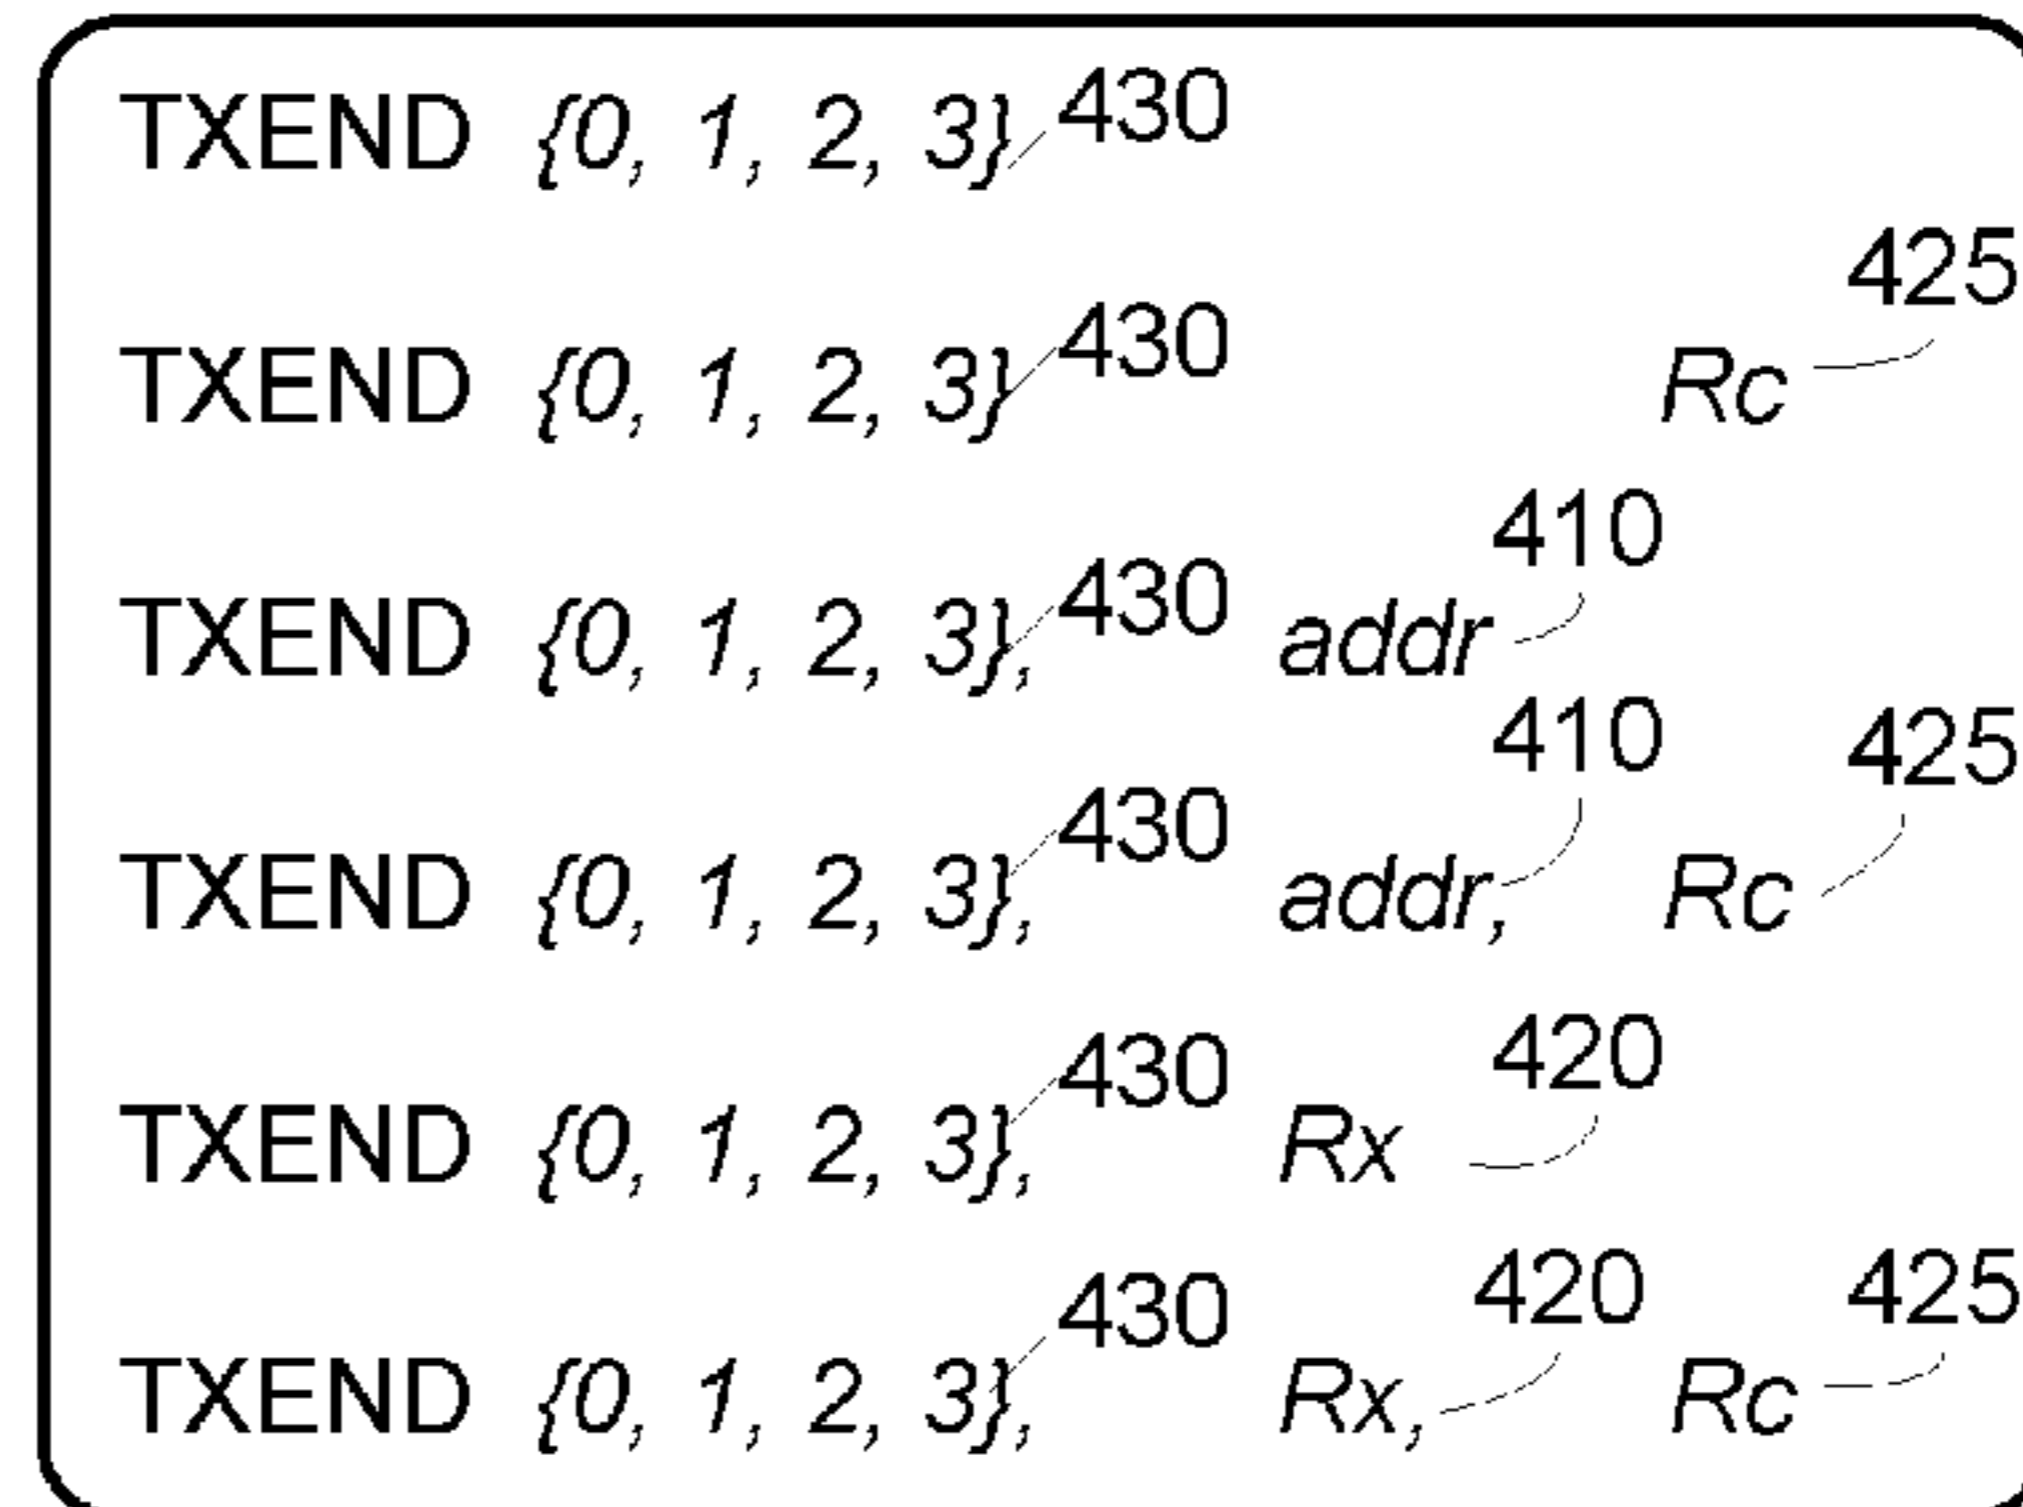 TXEND {0, 1, 2, 3} 430
425
TXEND {0, 1, 2, 3} 430 Rc
410
TXEND {0, 1, 2, 3}, 430 addr
410 425
TXEND {0, 1, 2, 3}, 430 addr, Rc
420
TXEND {0, 1, 2, 3}, 430 Rx
420 425
TXEND {0, 1, 2, 3}, 430 Rx, Rc